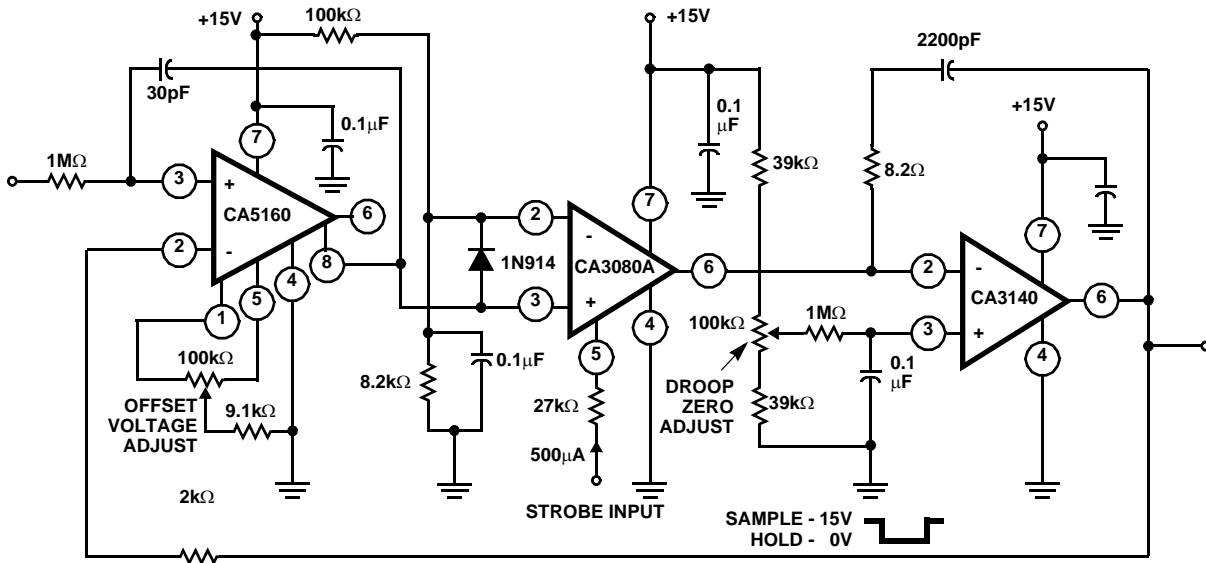 +15V
100kΩ
30pF
0.1µF
7
1MΩ
3
+
CA5160
6
2
-
8
4
5
1
100kΩ
OFFSET
VOLTAGE
ADJUST
9.1kΩ
2kΩ
8.2kΩ
0.1µF
1N914
2
-
CA3080A
3
+
5
27kΩ
500µA
STROBE INPUT
+15V
0.1
µF
7
6
4
39kΩ
100kΩ
DROOP
ZERO
ADJUST
39kΩ
1MΩ
0.1
µF
2200pF
8.2Ω
+15V
7
2
-
CA3140
6
3
+
4
SAMPLE - 15V
HOLD - 0V